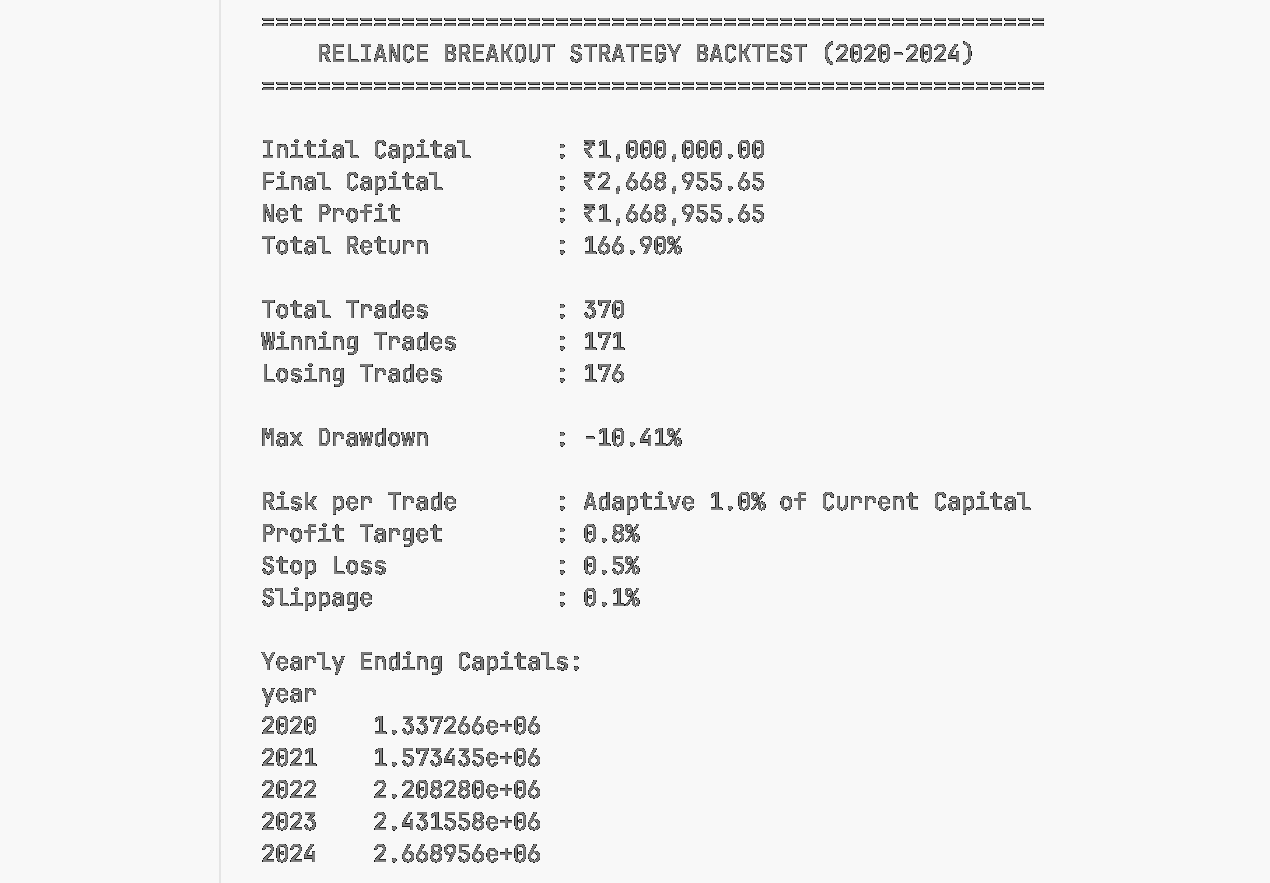 ========================================================
RELIANCE BREAKOUT STRATEGY BACKTEST (2020-2024)
========================================================
Initial Capital : ₹1,000,000.00
Final Capital : ₹2,668,955.65
Net Profit : ₹1,668,955.65
Total Return : 166.90%
Total Trades : 370
Winning Trades : 171
Losing Trades : 176
Max Drawdown : -10.41%
Risk per Trade : Adaptive 1.0% of Current Capital
Profit Target : 0.8%
Stop Loss : 0.5%
Slippage : 0.1%
Yearly Ending Capitals:
year
2020 1.337266e+06
2021 1.573435e+06
2022 2.208280e+06
2023 2.431558e+06
2024 2.668956e+06